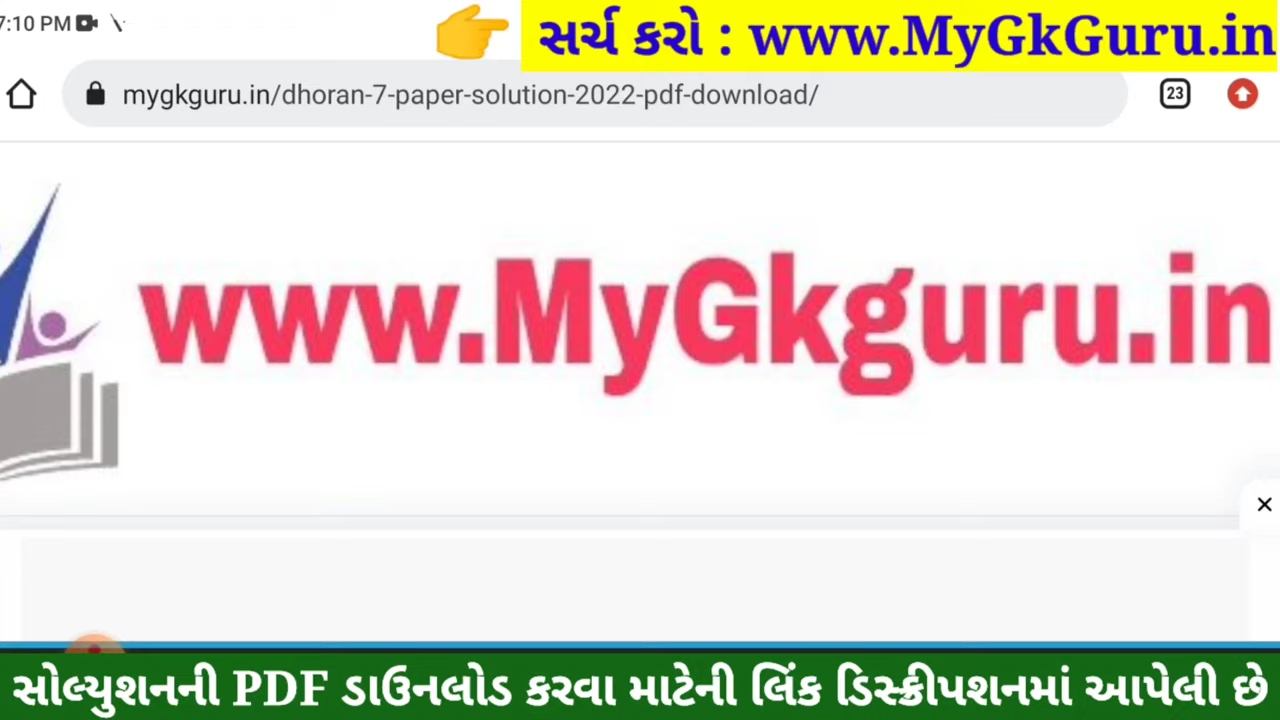 7:10 PM
સર્ચ કરો : www.MyGkGuru.in
mygkguru.in/dhoran-7-paper-solution-2022-pdf-download/
23
www.MyGkguru.in
સોલ્યુશનની PDF ડાઉનલોડ કરવા માટેની લિંક ડિસ્ક્રીપશનમાં આપેલી છે